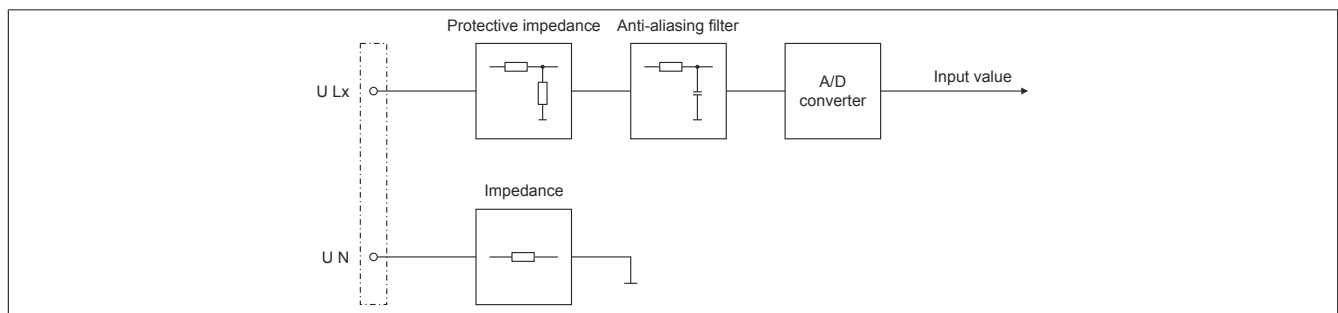 Protective impedance
Anti-aliasing filter
U Lx
A/D
converter
Input value
Impedance
U N